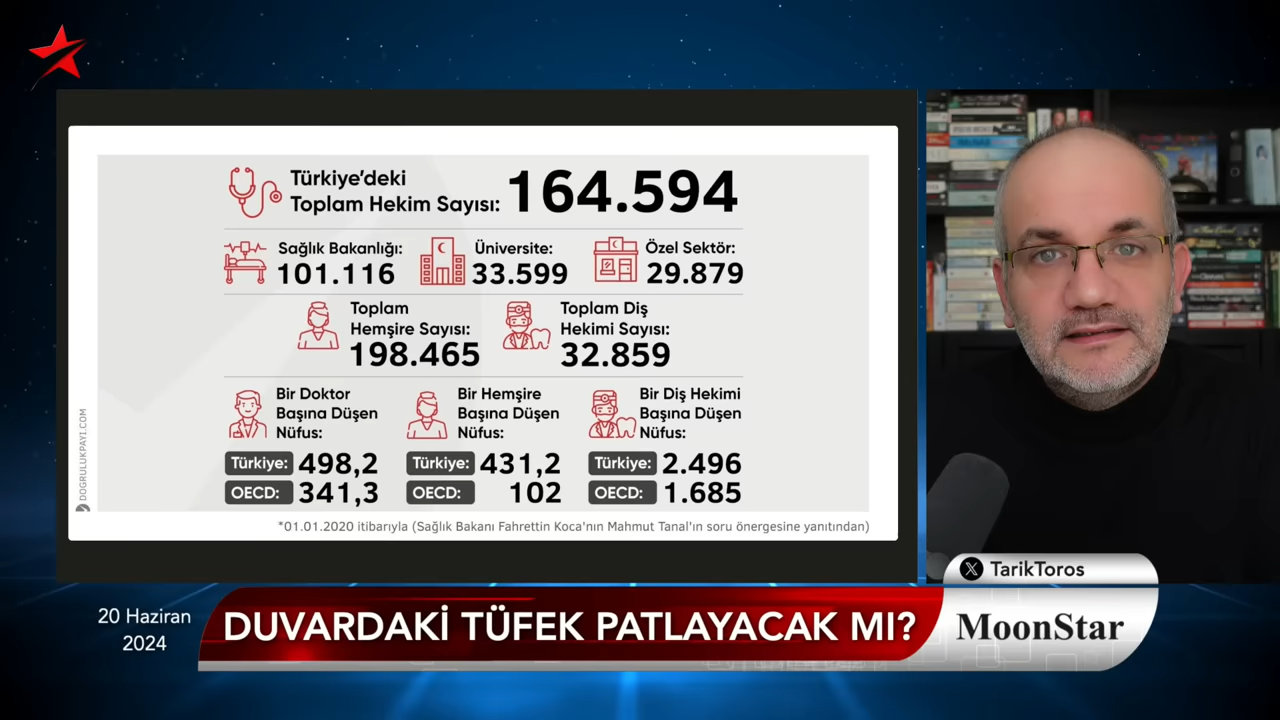 Türkiye'deki
Toplam Hekim Sayısı: 164.594
Sağlık Bakanlığı:
101.116
Üniversite:
33.599
Özel Sektör:
29.879
Toplam
Hemşire Sayısı:
198.465
Toplam Diş
Hekimi Sayısı:
32.859
Bir Doktor
Başına Düşen
Nüfus:
Türkiye: 498,2
OECD: 341,3
Bir Hemşire
Başına Düşen
Nüfus:
Türkiye: 431,2
OECD: 102
Bir Diş Hekimi
Başına Düşen
Nüfus:
Türkiye: 2.496
OECD: 1.685
DOGRULUKPAYI.COM
*01.01.2020 itibarıyla (Sağlık Bakanı Fahrettin Koca'nın Mahmut Tanal'ın soru önergesine yanıtından)
X TarikToros
20 Haziran
2024
DUVARDAKİ TÜFEK PATLAYACAK MI?
MoonStar